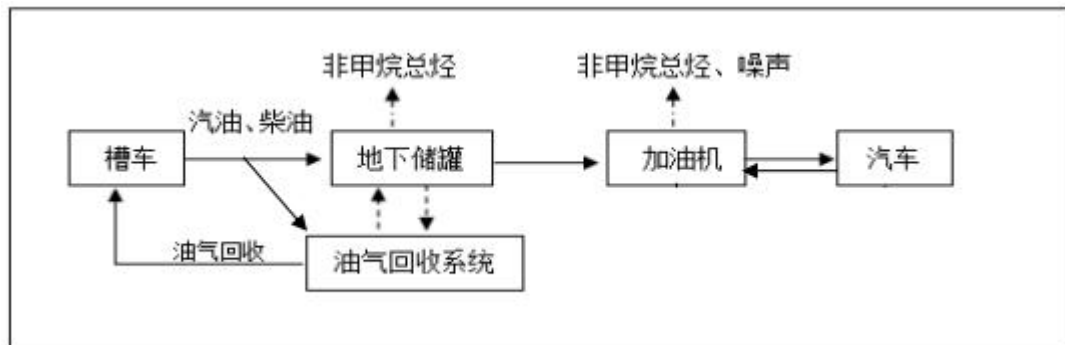 非甲烷总烃
非甲烷总烃、噪声
汽油、柴油
槽车
地下储罐
加油机
汽车
油气回收
油气回收系统